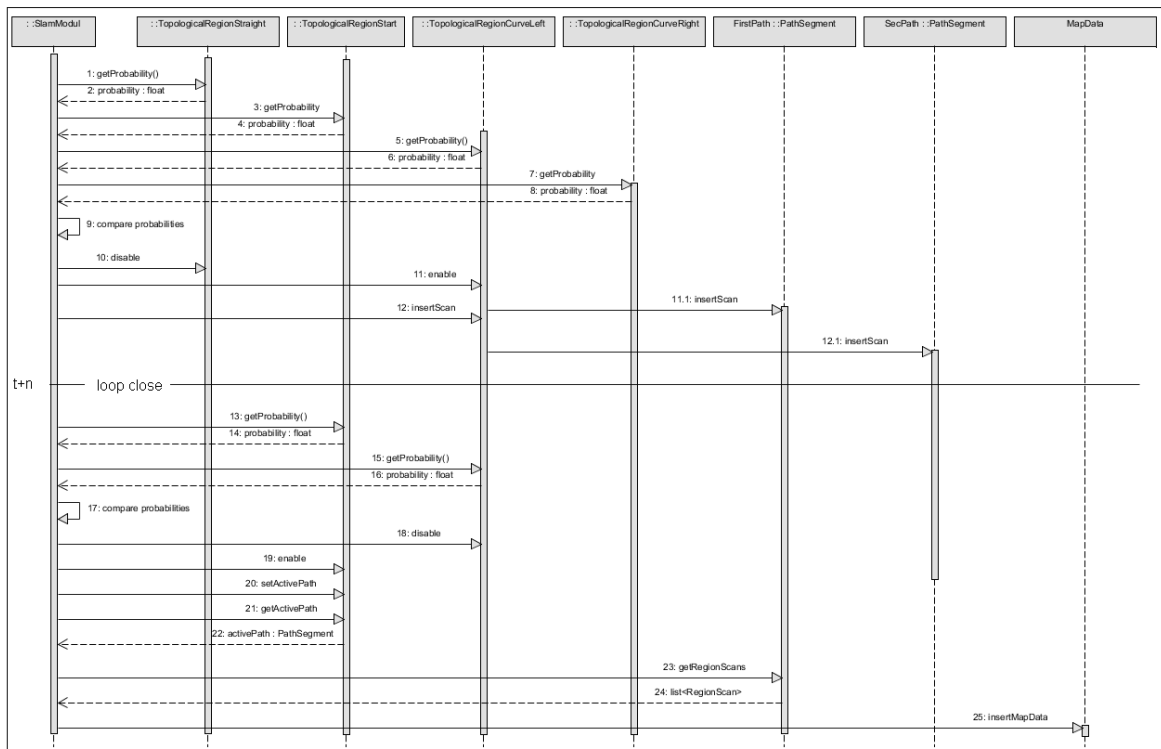 : :SlamModul
: :TopologicalRegionStraight
: :TopologicalRegionStart
: :TopologicalRegionCurveLeft
: :TopologicalRegionCurveRight
FirstPath : :PathSegment
SecPath : :PathSegment
MapData
1: getProbability()
2: probability : float
3: getProbability
4: probability : float
5: getProbability()
6: probability : float
7: getProbability
8: probability : float
9: compare probabilities
10: disable
11: enable
11.1: insertScan
12: insertScan
12.1: insertScan
t+n
loop close
13: getProbability()
14: probability : float
15: getProbability()
16: probability : float
17: compare probabilities
18: disable
19: enable
20: setActivePath
21: getActivePath
22: activePath : PathSegment
23: getRegionScans
24: list<RegionScan>
25: insertMapData